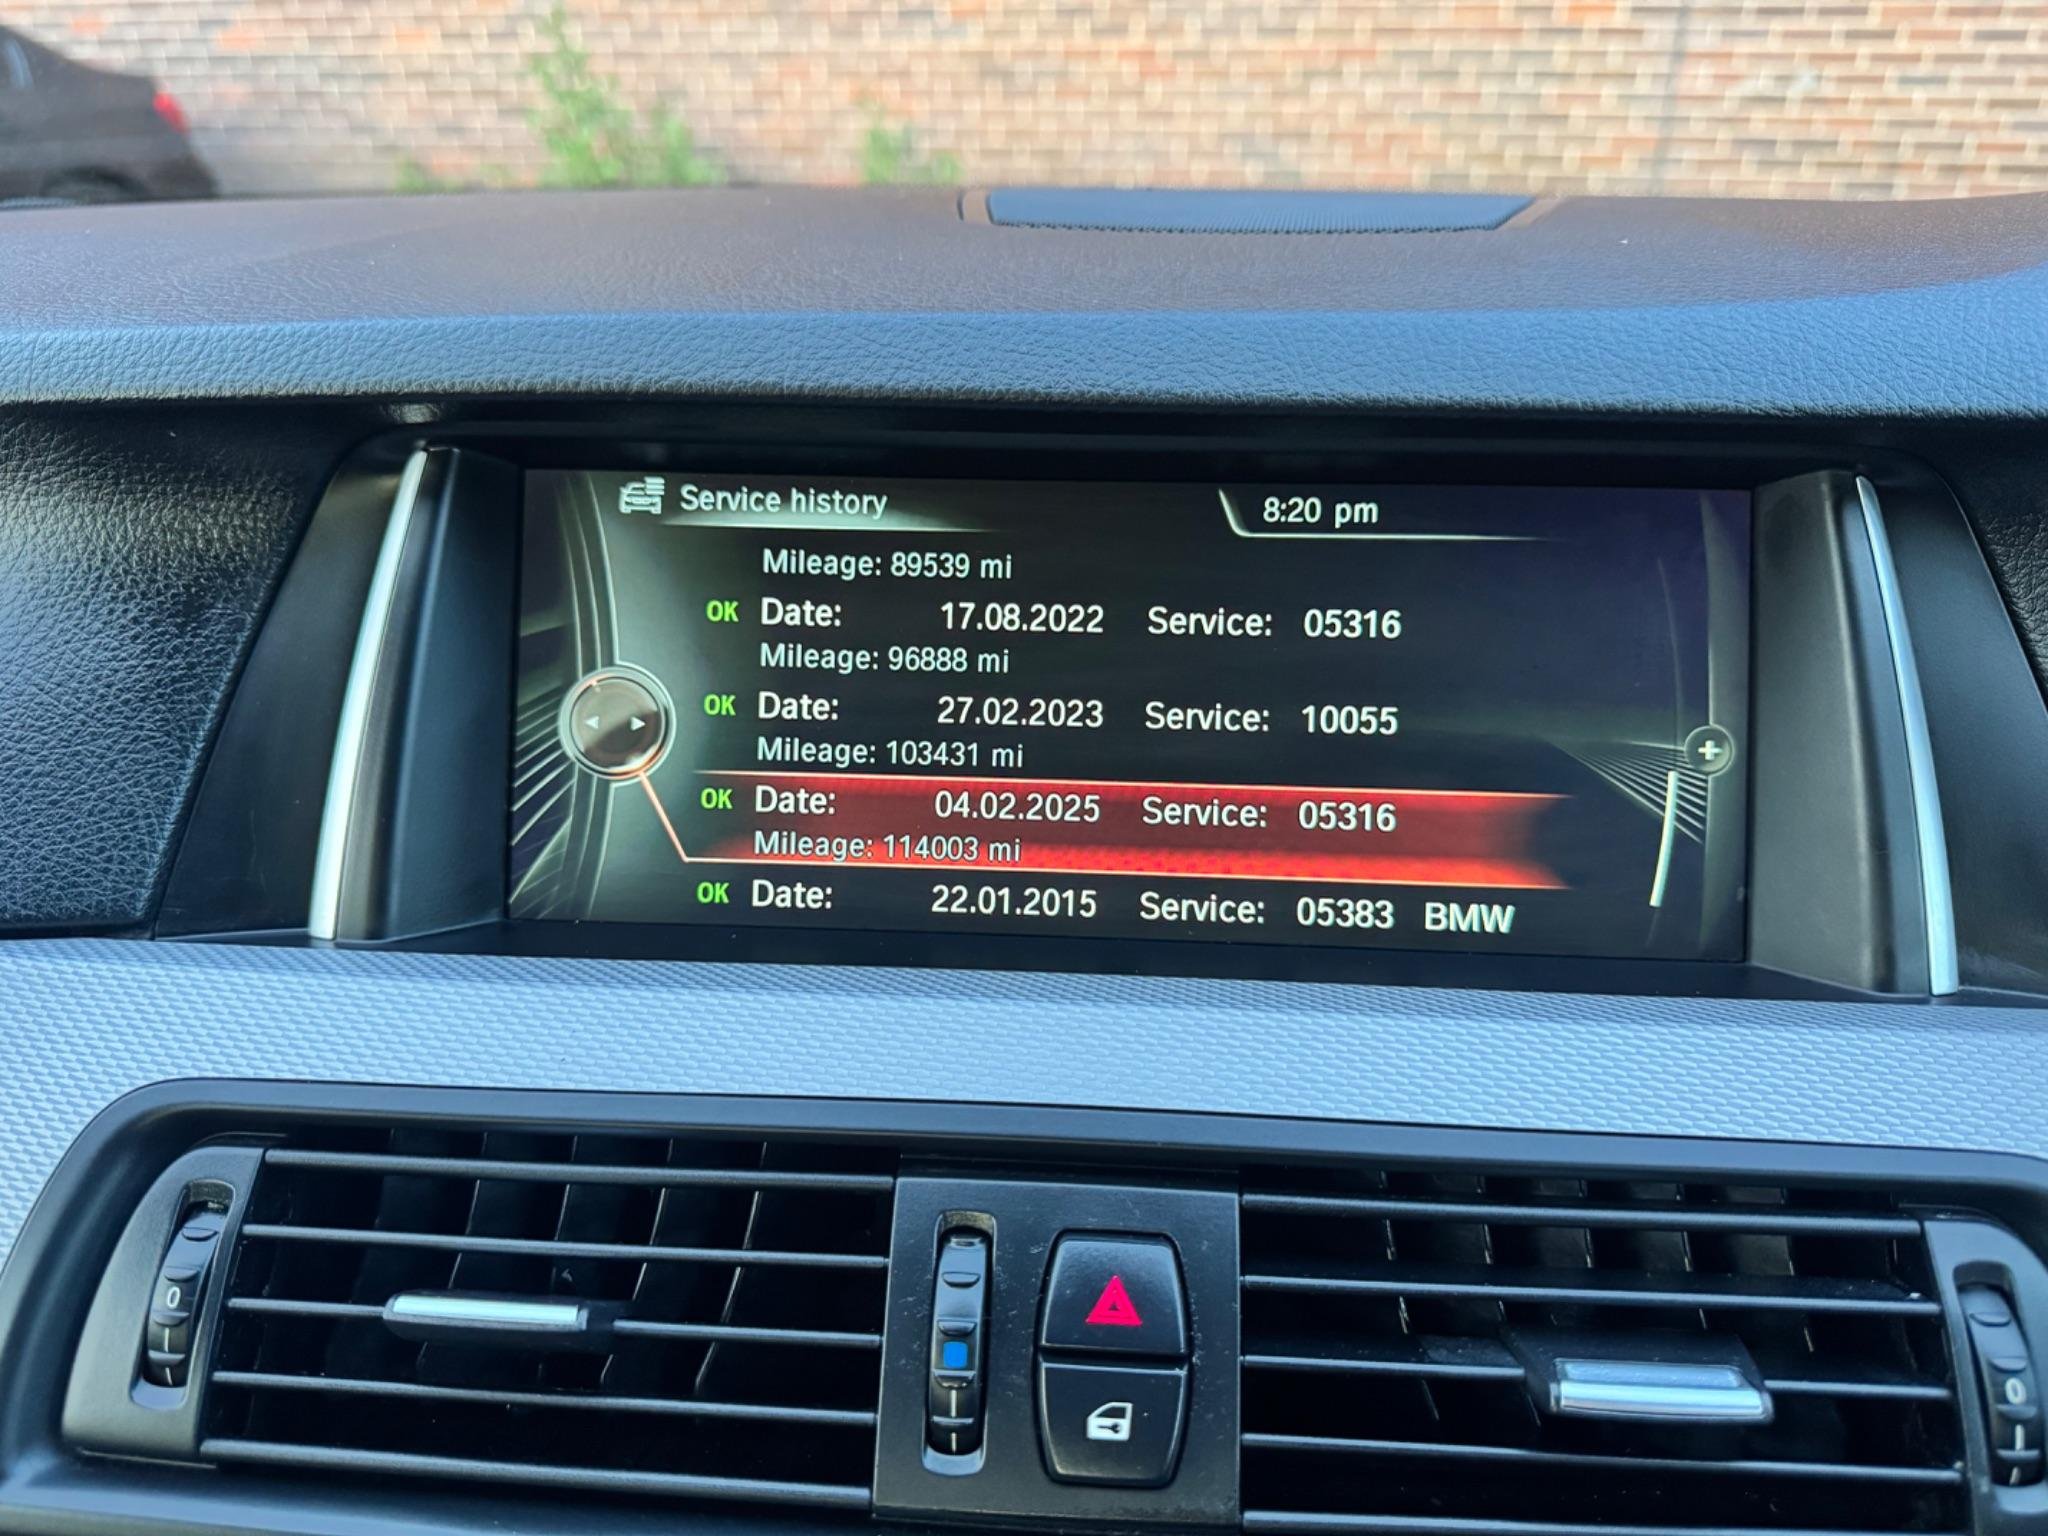 Service history 8:20 pm
Mileage: 89539 mi
OK Date: 17.08.2022 Service: 05316
Mileage: 96888 mi
OK Date: 27.02.2023 Service: 10055
Mileage: 103431 mi
OK Date: 04.02.2025 Service: 05316
Mileage: 114003 mi
OK Date: 22.01.2015 Service: 05383 BMW
0
0